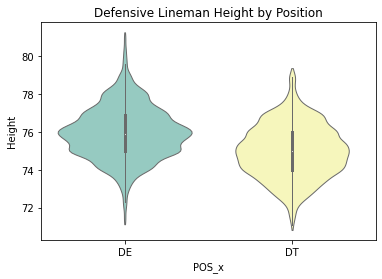 Defensive Lineman Height by Position
Height
80
78
76
74
72
DE
DT
POS_x